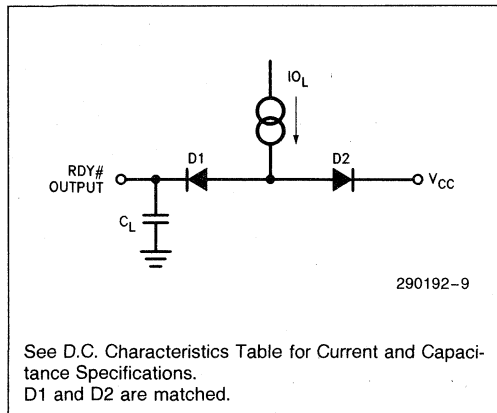 IOL
D1
D2
RDY#
OUTPUT
VCC
CL
290192-9
See D.C. Characteristics Table for Current and Capaci-
tance Specifications.
D1 and D2 are matched.